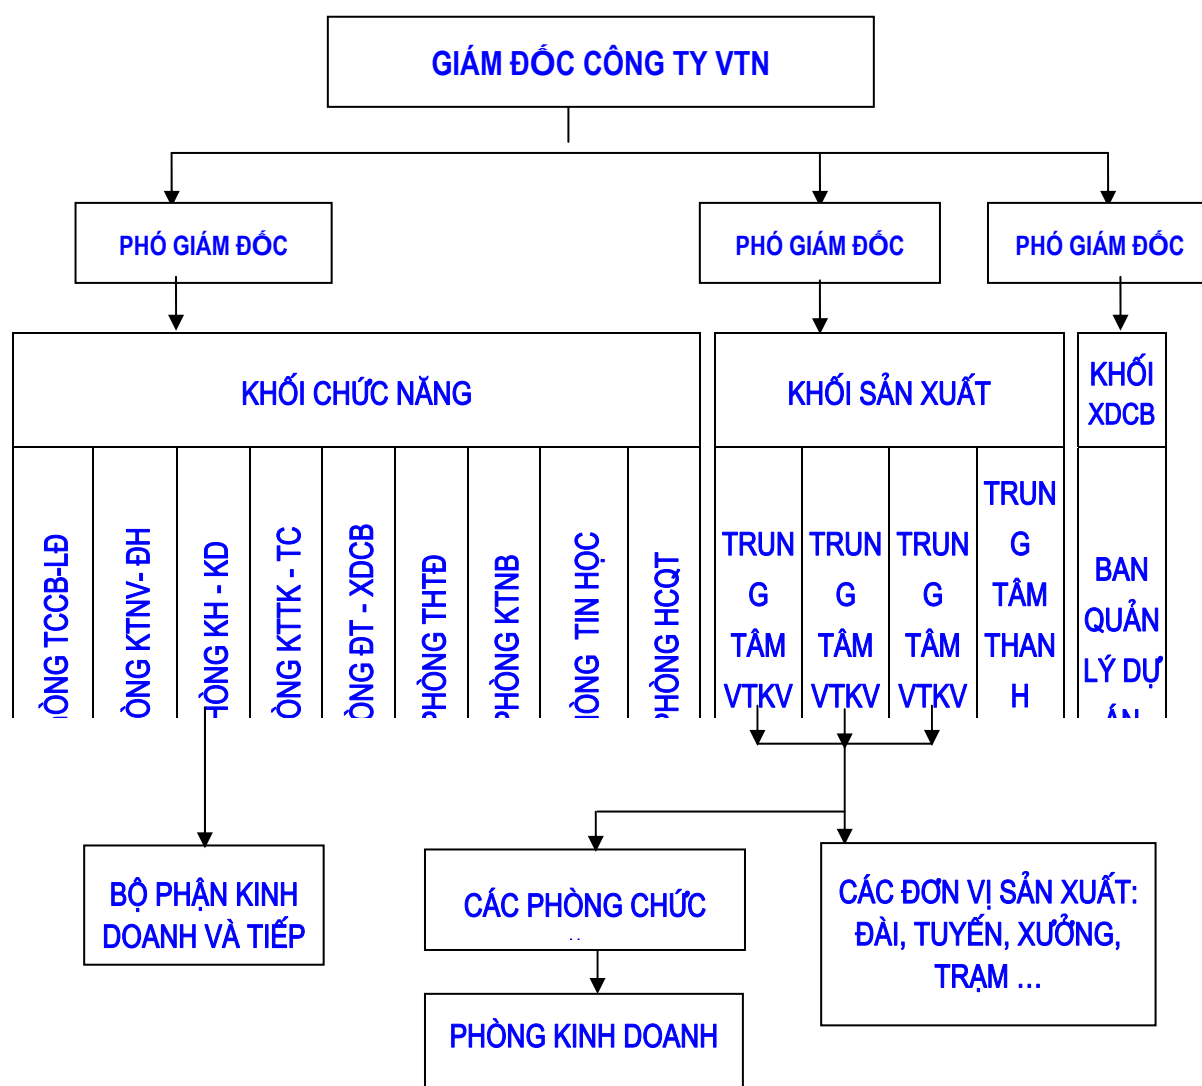 GIÁM ĐỐC CÔNG TY VTN
PHÓ GIÁM ĐỐC
PHÓ GIÁM ĐỐC
PHÓ GIÁM ĐỐC
KHỐI CHỨC NĂNG
KHỐI SẢN XUẤT
KHỐI
XDCB
ÒNG TCCB-LĐ
ÒNG KTNV- ĐH
HÒNG KH - KD
ÒNG KTTK - TC
ÒNG ĐT - XDCB
PHÒNG THTĐ
PHÒNG KTNB
HÒNG TIN HỌC
PHÒNG HCQT
TRUN
G
TÂM
VTKV
TRUN
G
TÂM
VTKV
TRUN
G
TÂM
VTKV
TRUN
G
TÂM
THAN
H
BAN
QUẢN
LÝ DỰ
ÁN
BỘ PHẬN KINH
DOANH VÀ TIẾP
CÁC PHÒNG CHỨC
PHÒNG KINH DOANH
CÁC ĐƠN VỊ SẢN XUẤT:
ĐÀI, TUYẾN, XƯỞNG,
TRẠM ...